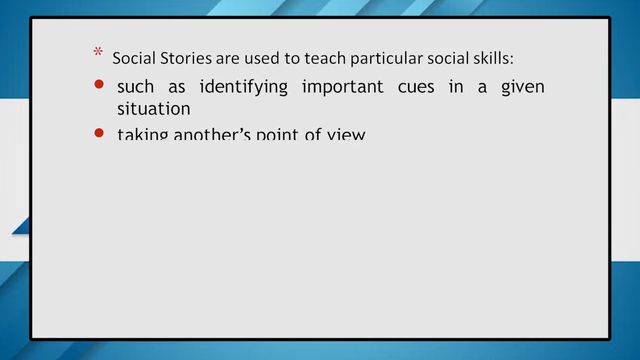 * Social Stories are used to teach particular social skills:
• such as identifying important cues in a given
situation
• taking another's point of view